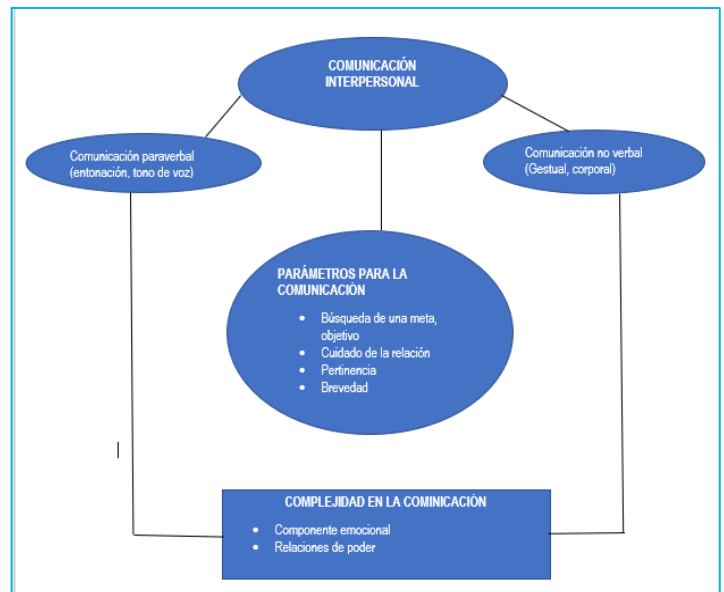 COMUNICACIÓN
INTERPERSONAL
Comunicación paraverbal
(entonación, tono de voz)
Comunicación no verbal
(Gestual, corporal)
PARÁMETROS PARA LA
COMUNICACIÓN
• Búsqueda de una meta,
objetivo
• Cuidado de la relación
• Pertinencia
• Brevedad
COMPLEJIDAD EN LA COMINICACIÓN
• Componente emocional
• Relaciones de poder